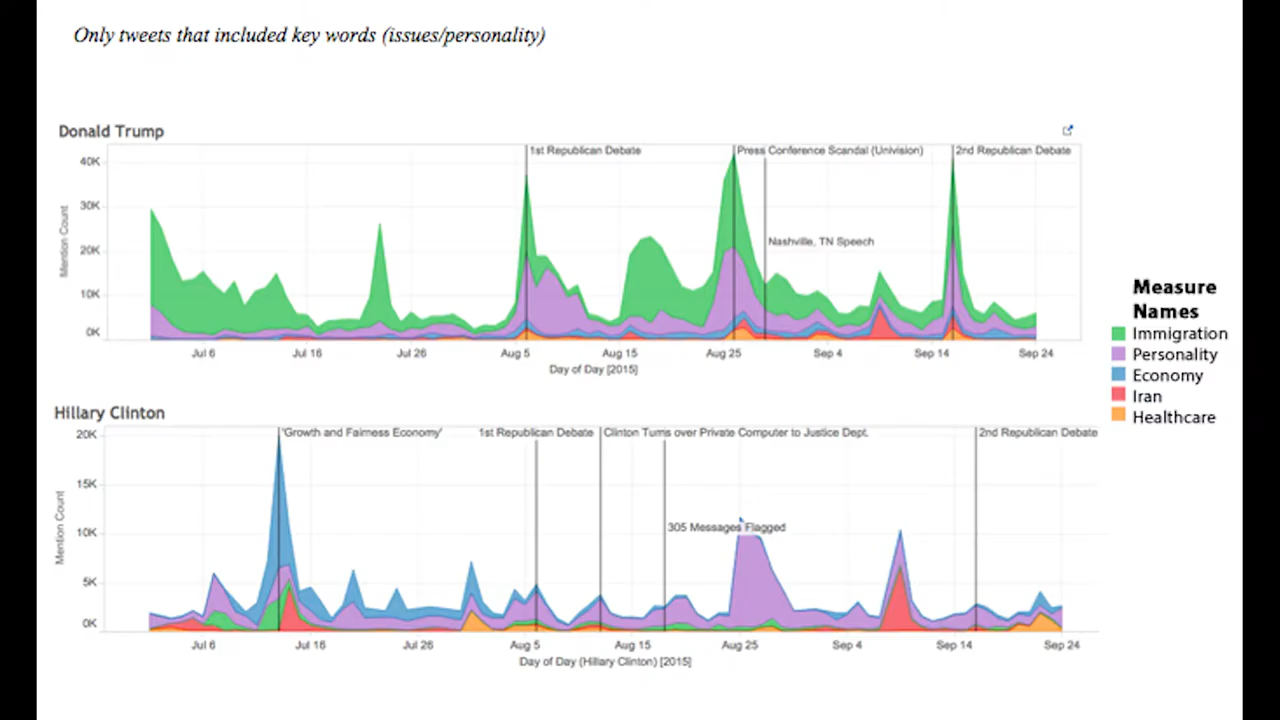 Only tweets that included key words (issues/personality)
Donald Trump
1st Republican Debate
Press Conference Scandal (Univision)
2nd Republican Debate
Nashville, TN Speech
Mention Count
40K
30K
20K
10K
0K
Jul 6
Jul 16
Jul 26
Aug 5
Aug 15
Aug 25
Sep 4
Sep 14
Sep 24
Day of Day [2015]
Measure
Names
Immigration
Personality
Economy
Iran
Healthcare
Hillary Clinton
'Growth and Fairness Economy'
1st Republican Debate
Clinton Turns over Private Computer to Justice Dept.
2nd Republican Debate
305 Messages Flagged
Mention Count
20K
15K
10K
5K
0K
Jul 6
Jul 16
Jul 26
Aug 5
Aug 15
Aug 25
Sep 4
Sep 14
Sep 24
Day of Day (Hillary Clinton) [2015]